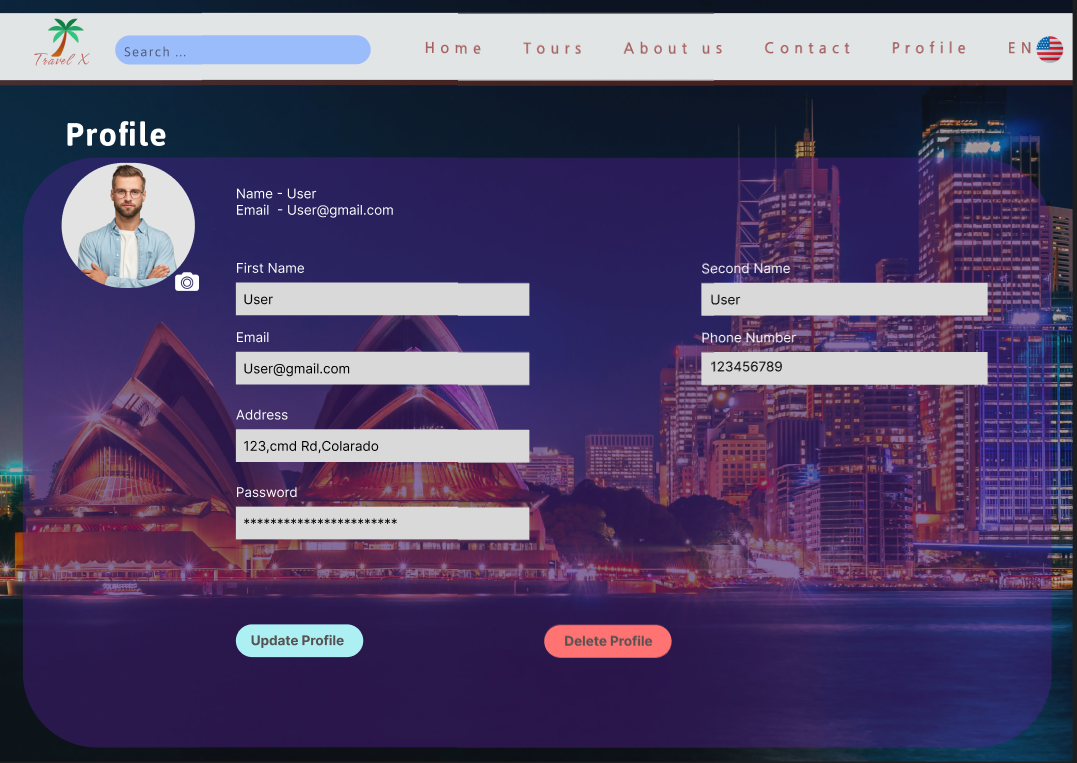 Travel X
Search ...
Home Tours About us Contact Profile EN
Profile
Name - User
Email - User@gmail.com
First Name
User
Second Name
User
Email
User@gmail.com
Phone Number
123456789
Address
123,cmd Rd,Colarado
Password
***********************
Update Profile
Delete Profile